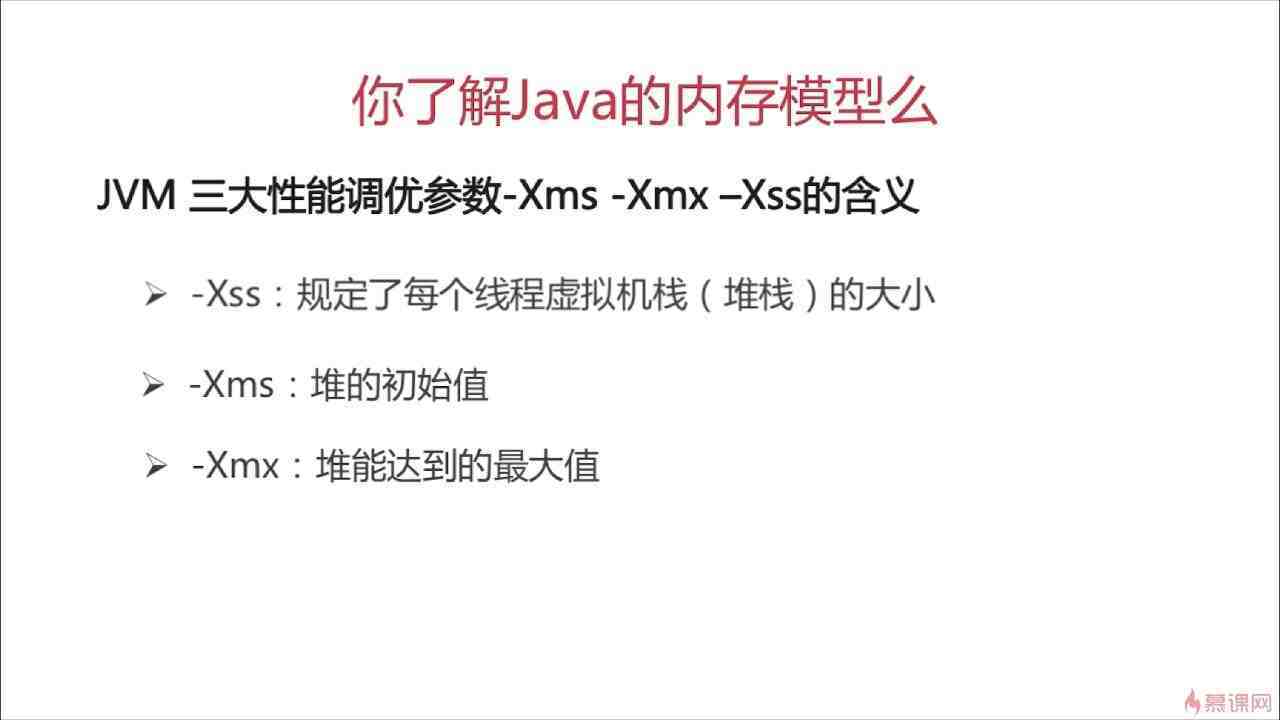 你了解Java的内存模型么
JVM 三大性能调优参数-Xms -Xmx –Xss的含义
➢ -Xss：规定了每个线程虚拟机栈（堆栈）的大小
➢ -Xms：堆的初始值
➢ -Xmx：堆能达到的最大值
慕课网